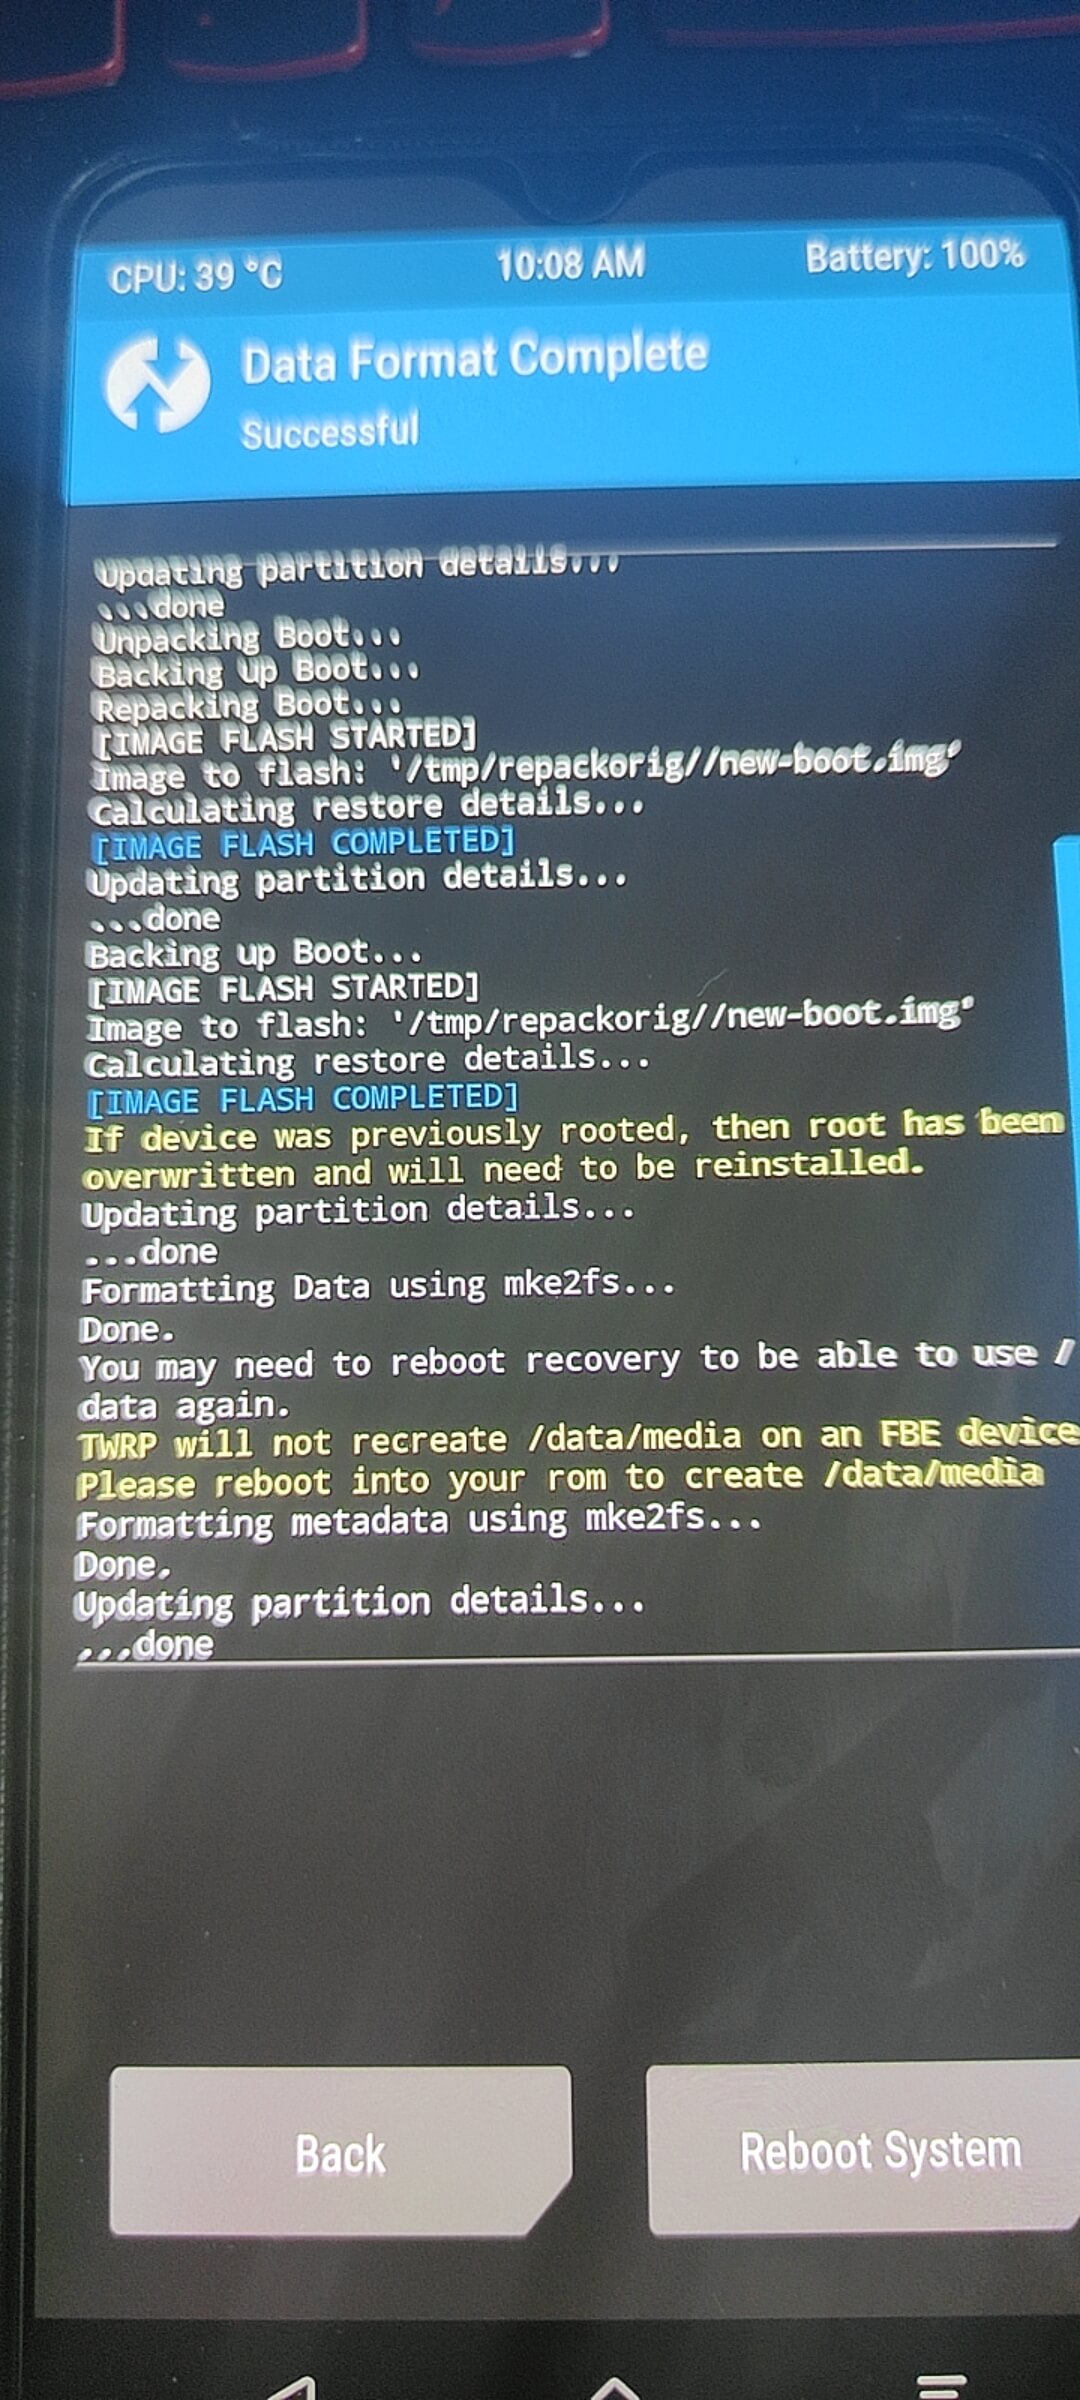 CPU: 39 °C 10:08 AM Battery: 100%
Data Format Complete
Successful
Updating partition details...
...done
Unpacking Boot...
Backing up Boot...
Repacking Boot...
[IMAGE FLASH STARTED]
Image to flash: '/tmp/repackorig//new-boot.img'
Calculating restore details...
[IMAGE FLASH COMPLETED]
Updating partition details...
...done
Backing up Boot...
[IMAGE FLASH STARTED]
Image to flash: '/tmp/repackorig//new-boot.img'
Calculating restore details...
[IMAGE FLASH COMPLETED]
If device was previously rooted, then root has been
overwritten and will need to be reinstalled.
Updating partition details...
...done
Formatting Data using mke2fs...
Done.
You may need to reboot recovery to be able to use /
data again.
TWRP will not recreate /data/media on an FBE device
Please reboot into your rom to create /data/media
Formatting metadata using mke2fs...
Done.
Updating partition details...
...done
Back Reboot System